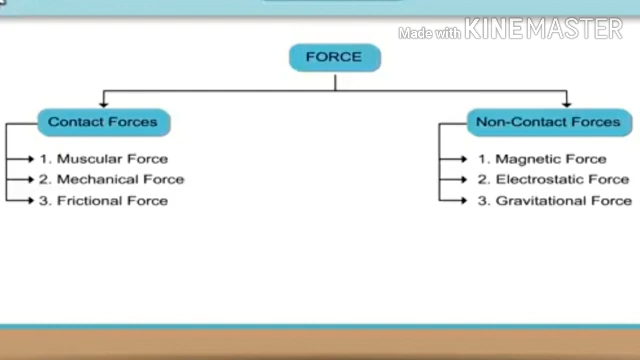 Made with KINEMASTER
FORCE
Contact Forces
Non-Contact Forces
1. Muscular Force
2. Mechanical Force
3. Frictional Force
1. Magnetic Force
2. Electrostatic Force
3. Gravitational Force